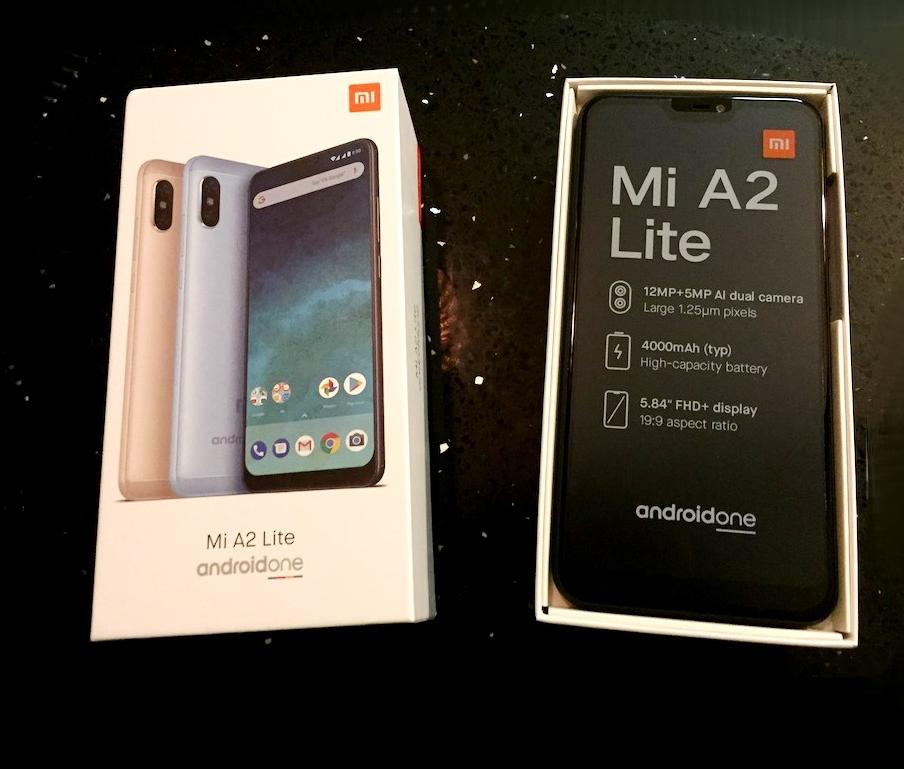 mi
Mi A2 Lite
androidone
mi
Mi A2
Lite
12MP+5MP AI dual camera
Large 1.25μm pixels
4000mAh (typ)
High-capacity battery
5.84" FHD+ display
19:9 aspect ratio
androidone